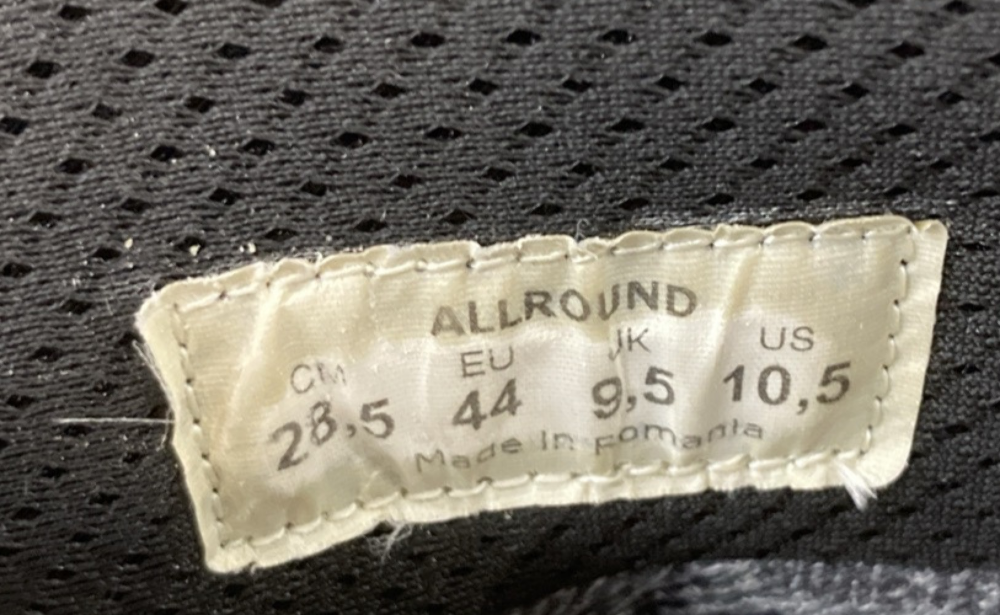 ALLROUND
CM EU UK US
28,5 44 9,5 10,5
Made in Romania